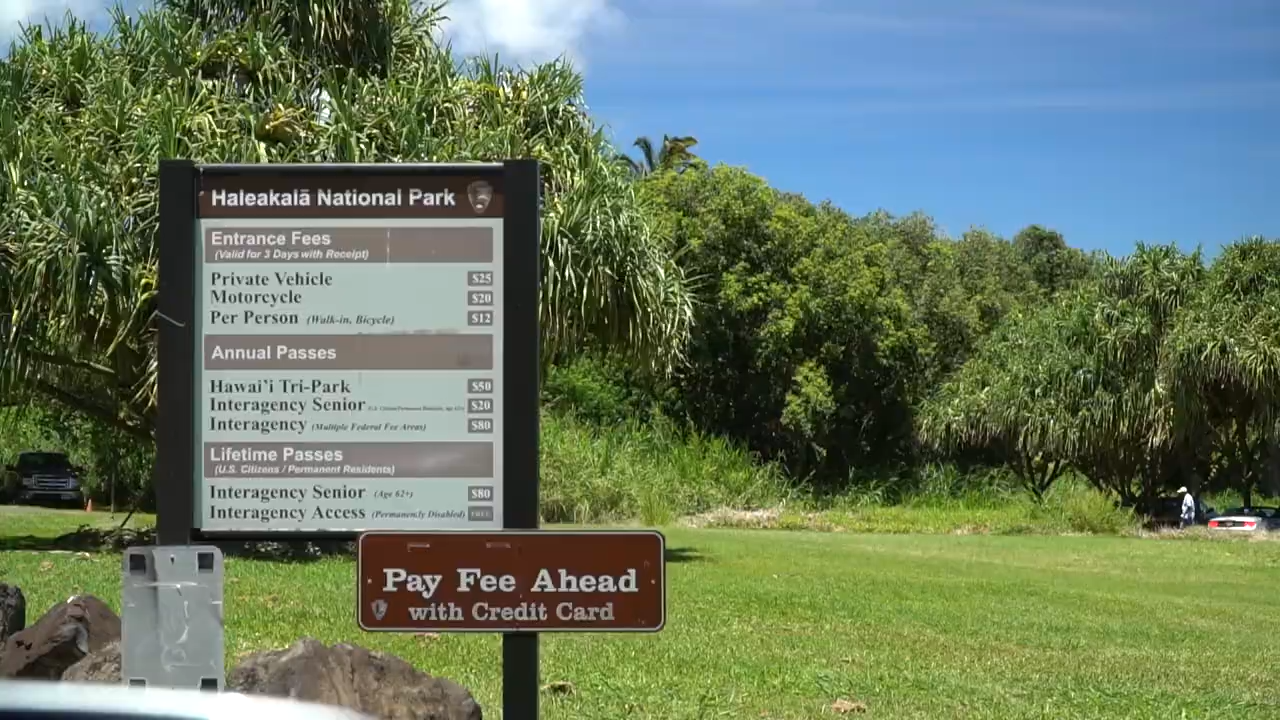 Haleakalā National Park
Entrance Fees
(Valid for 3 Days with Receipt)
Private Vehicle $25
Motorcycle $20
Per Person (Walk-in, Bicycle) $12
Annual Passes
Hawai'i Tri-Park $50
Interagency Senior $20
Interagency (Multiple Federal Fee Areas) $80
Lifetime Passes
(U.S. Citizens / Permanent Residents)
Interagency Senior (Age 62+) $80
Interagency Access (Permanently Disabled) FREE
Pay Fee Ahead
with Credit Card